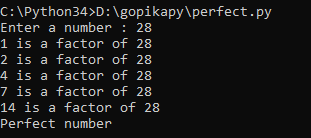 C:\Python34>D:\gopikapy\perfect.py
Enter a number : 28
1 is a factor of 28
2 is a factor of 28
4 is a factor of 28
7 is a factor of 28
14 is a factor of 28
Perfect number